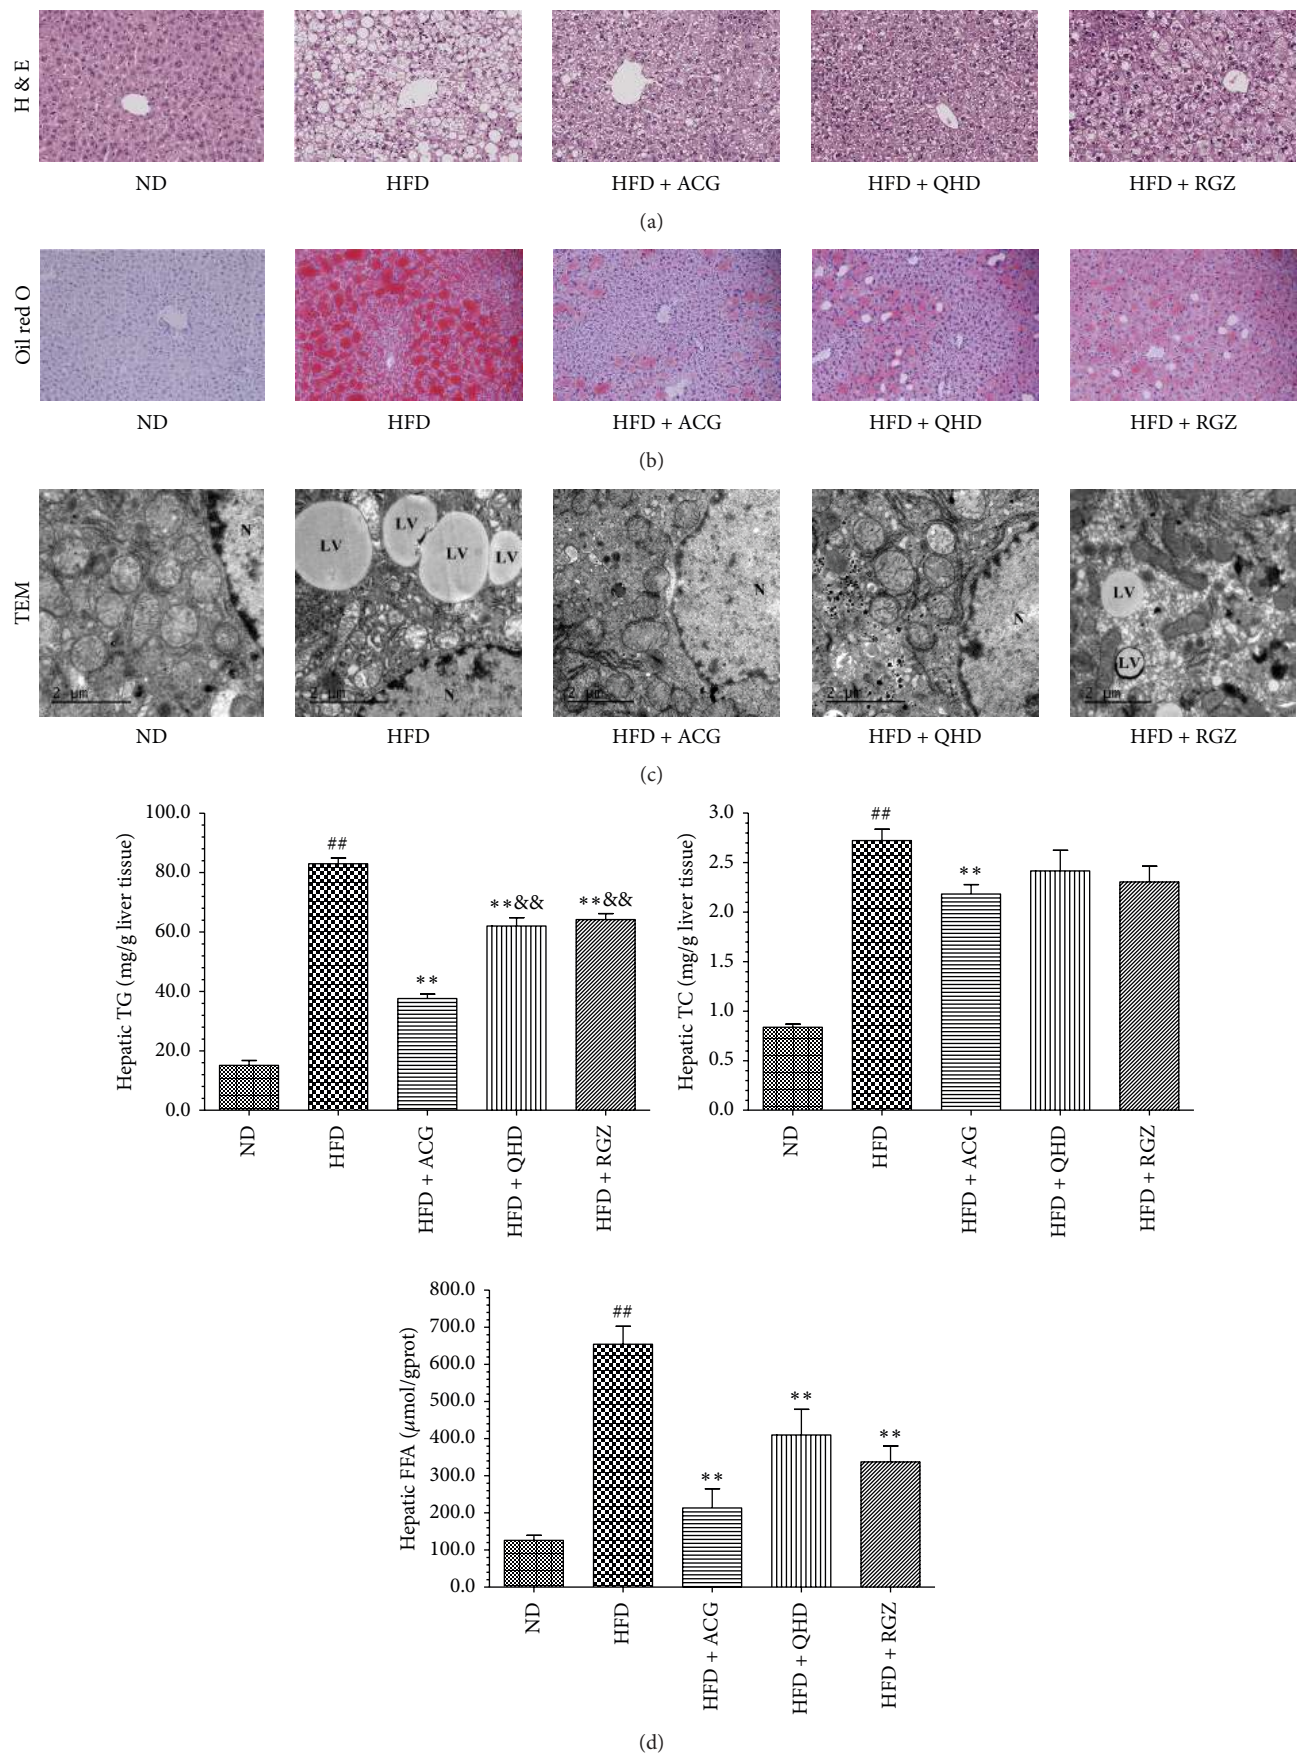 H & E
ND
HFD
HFD + ACG
HFD + QHD
HFD + RGZ
(a)
Oil red O
ND
HFD
HFD + ACG
HFD + QHD
HFD + RGZ
(b)
TEM
N
2 μm
LV
LV
LV
LV
N
2 μm
N
2 μm
N
2 μm
LV
LV
2 μm
ND
HFD
HFD + ACG
HFD + QHD
HFD + RGZ
(c)
Hepatic TG (mg/g liver tissue)
100.0
80.0
60.0
40.0
20.0
0.0
##
**
**&&
**&&
ND
HFD
HFD + ACG
HFD + QHD
HFD + RGZ
Hepatic TC (mg/g liver tissue)
3.0
2.5
2.0
1.5
1.0
0.5
0.0
##
**
ND
HFD
HFD + ACG
HFD + QHD
HFD + RGZ
Hepatic FFA (μmol/gprot)
800.0
700.0
600.0
500.0
400.0
300.0
200.0
100.0
0.0
##
**
**
**
ND
HFD
HFD + ACG
HFD + QHD
HFD + RGZ
(d)